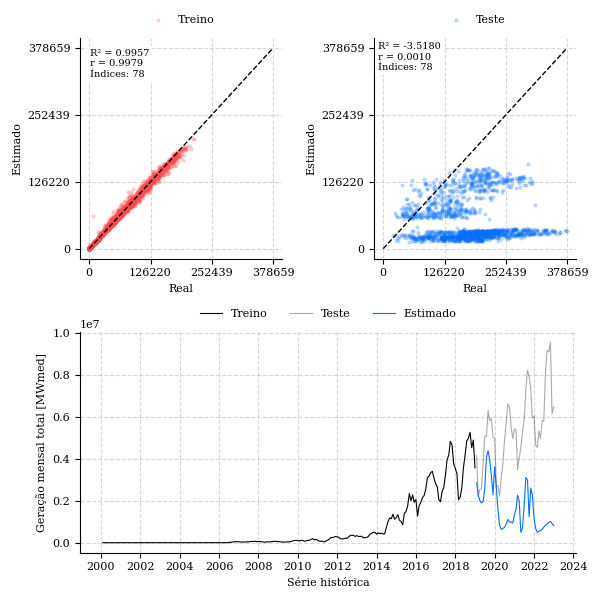 Treino
R² = 0.9957
r = 0.9979
Índices: 78
378659
252439
126220
0
Estimado
0 126220 252439 378659
Real
Teste
R² = -3.5180
r = 0.0010
Índices: 78
378659
252439
126220
0
Estimado
0 126220 252439 378659
Real
Treino Teste Estimado
1e7
1.0
0.8
0.6
0.4
0.2
0.0
Geração mensal total [MWmed]
2000 2002 2004 2006 2008 2010 2012 2014 2016 2018 2020 2022 2024
Série histórica